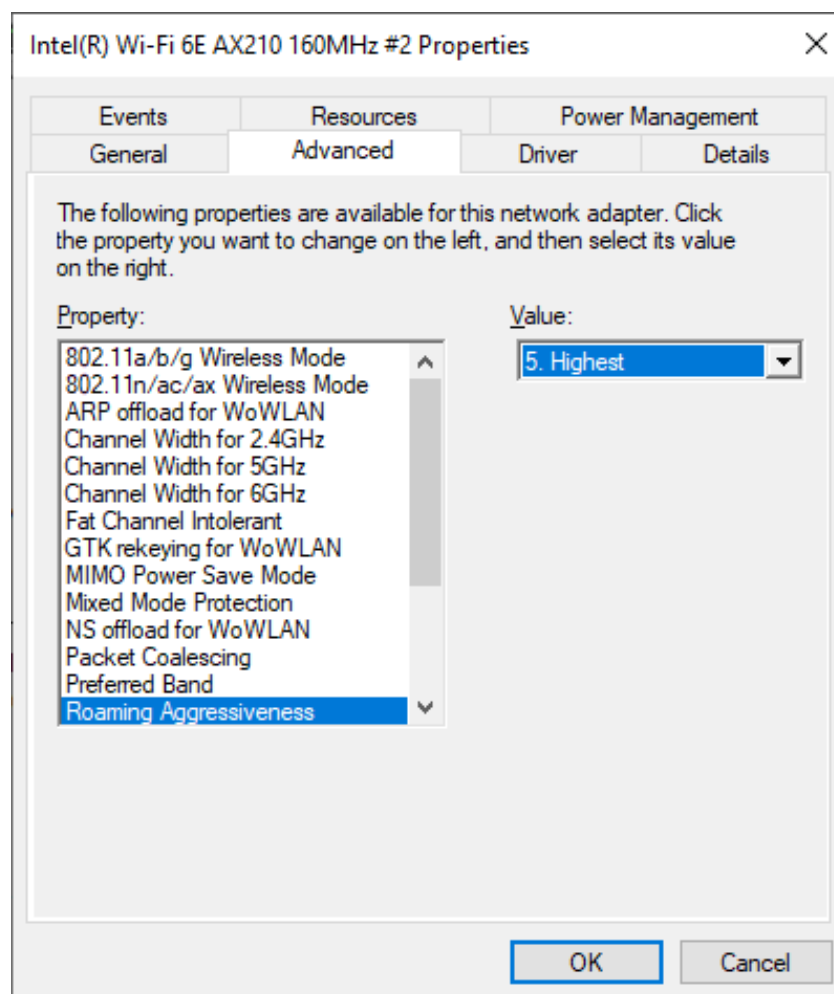 Intel(R) Wi-Fi 6E AX210 160MHz #2 Properties
Events Resources Power Management
General Advanced Driver Details
The following properties are available for this network adapter. Click
the property you want to change on the left, and then select its value
on the right.
Property: Value:
802.11a/b/g Wireless Mode 5. Highest
802.11n/ac/ax Wireless Mode
ARP offload for WoWLAN
Channel Width for 2.4GHz
Channel Width for 5GHz
Channel Width for 6GHz
Fat Channel Intolerant
GTK rekeying for WoWLAN
MIMO Power Save Mode
Mixed Mode Protection
NS offload for WoWLAN
Packet Coalescing
Preferred Band
Roaming Aggressiveness
OK Cancel